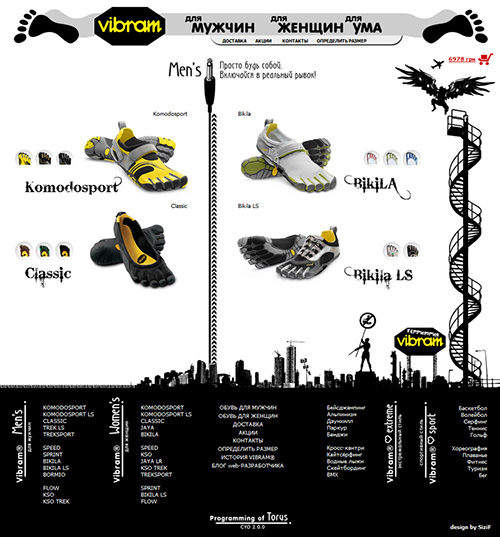 vibram
для МУЖЧИН для ЖЕНЩИН для УМА
ДОСТАВКА АКЦИИ КОНТАКТЫ ОПРЕДЕЛИТЬ РАЗМЕР
6978 грн
Men's
Просто будь собой.
Включайся в реальный рывок!
Komodosport
Komodosport
Bikila
BikiLA
Classic
Classic
Bikila LS
Bikila LS
vibram
Vibram® Men's
для мужчин
KOMODOSPORT
KOMODOSPORT LS
CLASSIC
TREK LS
TREKSPORT
SPEED
SPRINT
BIKILA
BIKILA LS
BORMIO
FLOW
KSO
KSO TREK
Vibram® Women's
для женщин
KOMODOSPORT
KOMODOSPORT LS
CLASSIC
JAYA
BIKILA
SPEED
KSO
JAYA LR
KSO TREK
TREKSPORT
SPRINT
BIKILA LS
FLOW
ОБУВЬ ДЛЯ МУЖЧИН
ОБУВЬ ДЛЯ ЖЕНЩИН
ДОСТАВКА
АКЦИИ
КОНТАКТЫ
ОПРЕДЕЛИТЬ РАЗМЕР
ИСТОРИЯ VIBRAM®
БЛОГ web-РАЗРАБОТЧИКА
Бейсджампинг
Альпинизм
Даунхилл
Паркур
Банджи
Кросс-кантри
Кайтсёрфинг
Водные лыжи
Скейтбординг
BMX
Vibram® extreme
экстремальный стиль
Vibram® sport
спортивный стиль
Баскетбол
Волейбол
Серфинг
Теннис
Гольф
Хореография
Плаванье
Фитнес
Туризм
Бег
Programming of Torus
CYO 2.0.0
design by SiziF